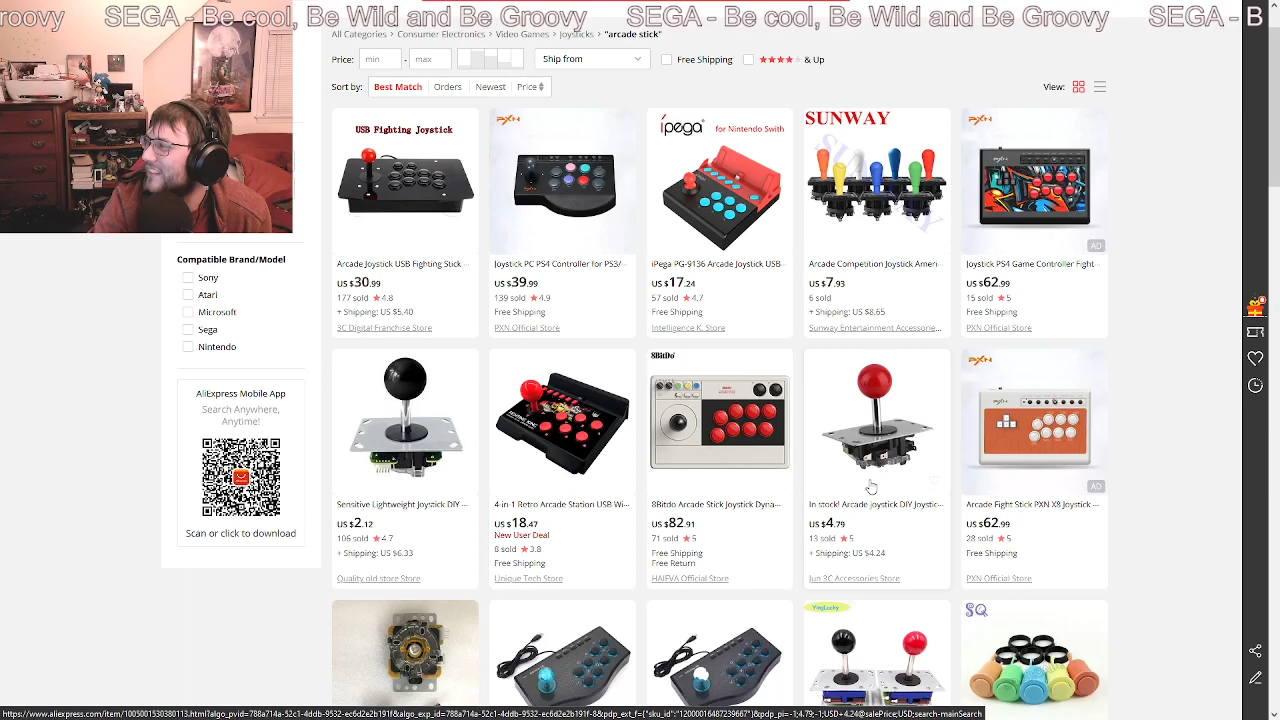 roovy SEGA - Be cool, Be Wild and Be Groovy SEGA - Be cool, Be Wild and Be Groovy SEGA - B
All Categories > Consumer Electronics > Video Games > Joysticks > "arcade stick"
Price: min - max Ship from Free Shipping & Up
Sort by: Best Match Orders Newest Price View:
USB Fighting Joystick
PXN
ípega for Nintendo Swith
SUNWAY
PXN
Arcade Joystick USB Fighting Stick ...
Joystick PC PS4 Controller for PS3/...
iPega PG-9136 Arcade Joystick USB...
Arcade Competition Joystick Ameri...
Joystick PS4 Game Controller Fight...
US $30.99
US $39.99
US $17.24
US $7.93
US $62.99
177 sold ★4.8
139 sold ★4.9
57 sold ★4.7
6 sold
15 sold ★5
+ Shipping: US $5.40
Free Shipping
Free Shipping
+ Shipping: US $8.65
Free Shipping
3C Digital Franchise Store
PXN Official Store
Intelligence K. Store
Sunway Entertainment Accessorie...
PXN Official Store
AD
Compatible Brand/Model
Sony
Atari
Microsoft
Sega
Nintendo
AliExpress Mobile App
Search Anywhere,
Anytime!
Scan or click to download
8BitDo
PXN
AD
Sensitive Lightweight Joystick DIY ...
4-in-1 Retro Arcade Station USB Wi...
8Bitdo Arcade Stick Joystick Dyna...
In stock! Arcade joystick DIY Joystic...
Arcade Fight Stick PXN X8 Joystick ...
US $2.12
US $18.47
US $82.91
US $4.79
US $62.99
106 sold ★4.7
New User Deal
8 sold ★3.8
71 sold ★5
13 sold ★5
28 sold ★5
+ Shipping: US $6.33
Free Shipping
Free Shipping
Free Return
+ Shipping: US $4.24
Free Shipping
Quality old store Store
Unique Tech Store
HAIFVA Official Store
Jun 3C Accessories Store
PXN Official Store
YingLucky
SQ